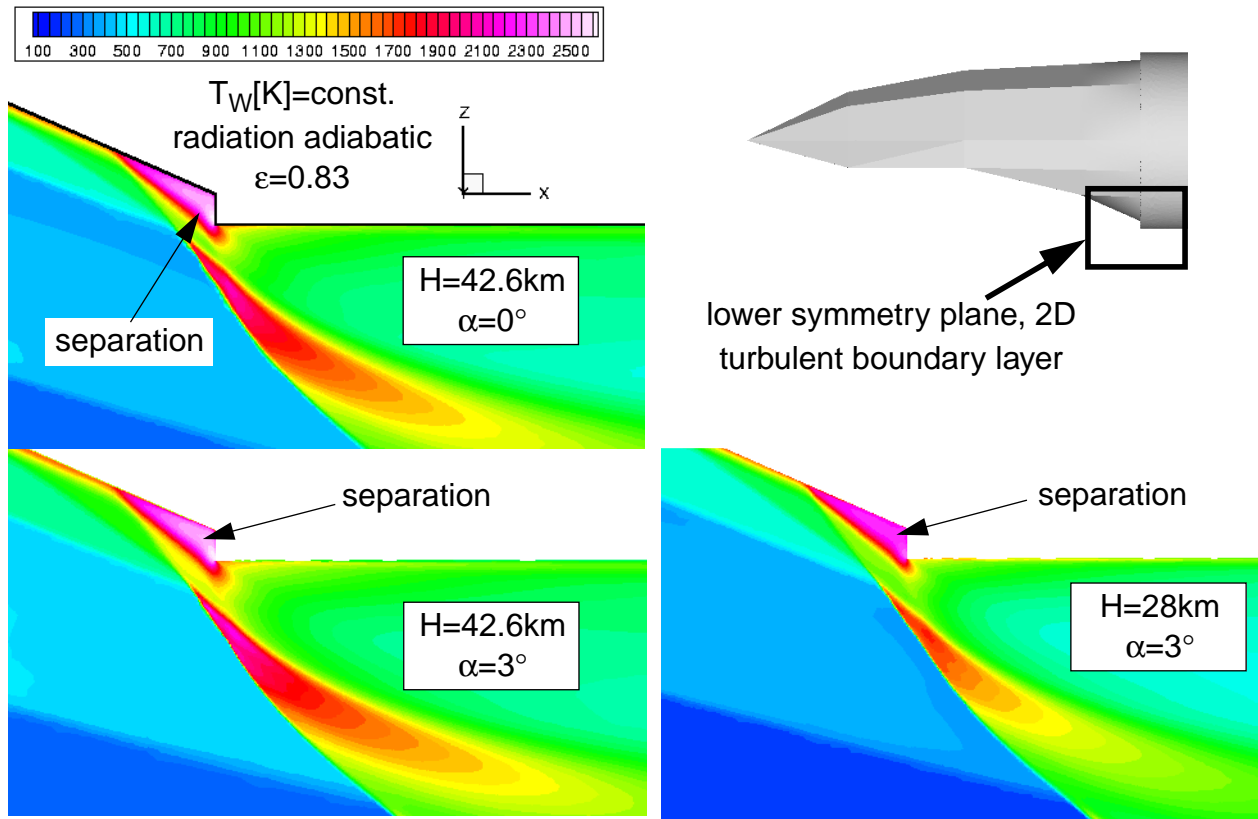 100 300 500 700 900 1100 1300 1500 1700 1900 2100 2300 2500
T_W[K]=const.
radiation adiabatic
ε=0.83
z
x
separation
H=42.6km
α=0°
lower symmetry plane, 2D
turbulent boundary layer
separation
H=42.6km
α=3°
separation
H=28km
α=3°